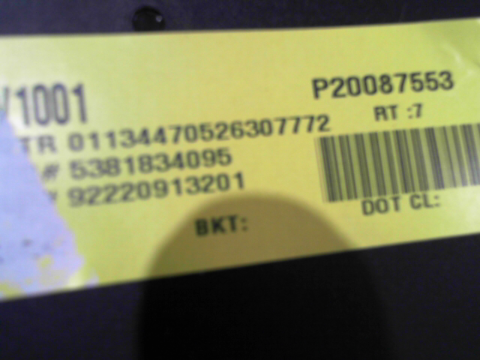 V1001
P20087553
RT :7
TR 01134470526307772
# 5381834095
# 92220913201
BKT:
DOT CL: